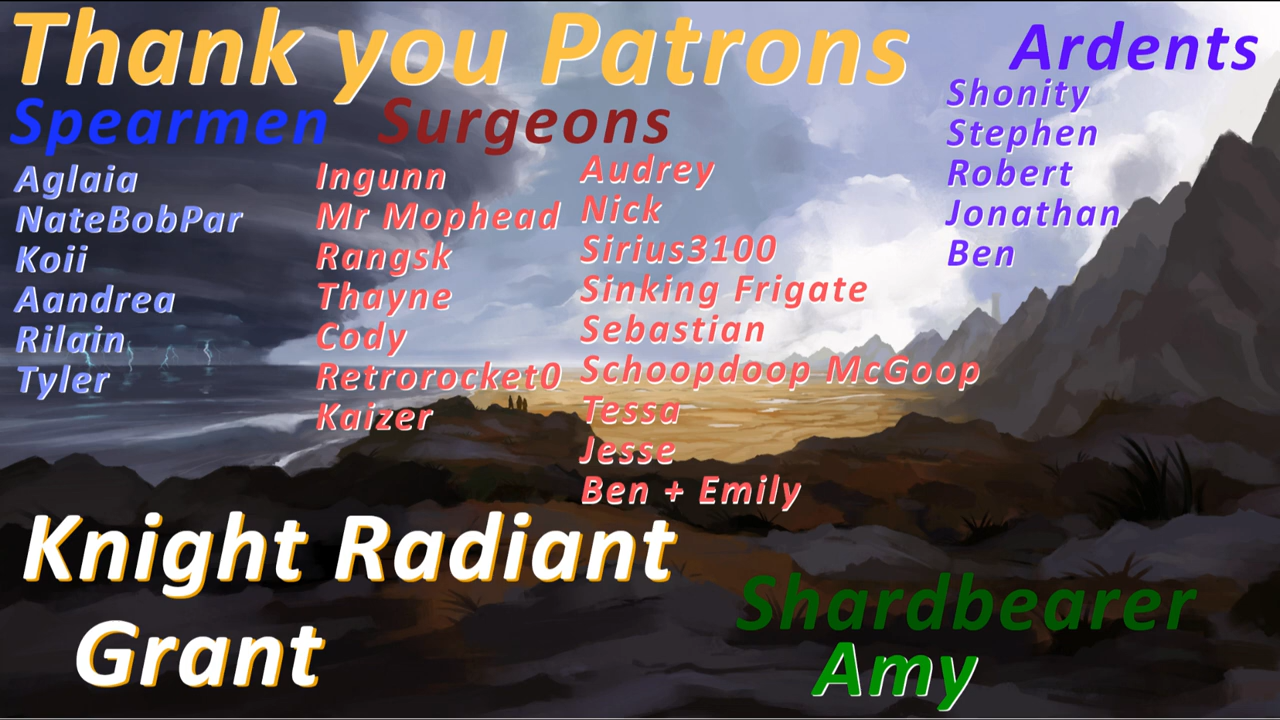 Thank you Patrons
Spearmen
Aglaia
NateBobPar
Koii
Aandrea
Rilain
Tyler
Surgeons
Ingunn
Mr Mophead
Rangsk
Thayne
Cody
Retrorocket0
Kaizer
Audrey
Nick
Sirius3100
Sinking Frigate
Sebastian
Schoopdoop McGoop
Tessa
Jesse
Ben + Emily
Ardents
Shonity
Stephen
Robert
Jonathan
Ben
Knight Radiant
Grant
Shardbearer
Amy